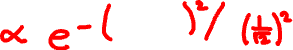 ∝ e^{-( )²/(1/√2)²}